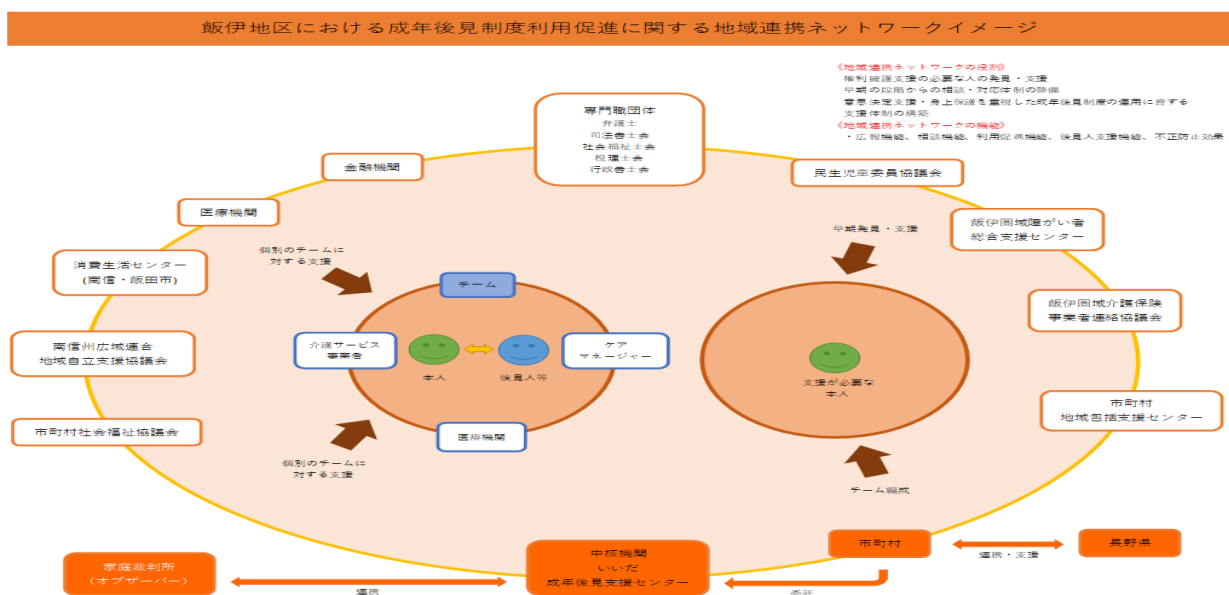 飯伊地区における成年後見制度利用促進に関する地域連携ネットワークイメージ
《地域連携ネットワークの役割》
権利擁護支援の必要な人の発見・支援
早期の段階からの相談・対応体制の整備
意思決定支援・身上保護を重視した成年後見制度の運用に資する
支援体制の構築
《地域連携ネットワークの機能》
・広報機能、相談機能、利用促進機能、後見人支援機能、不正防止効果
専門職団体
弁護士
司法書士会
社会福祉士会
税理士会
行政書士会
金融機関
民生児童委員協議会
医療機関
飯伊圏域障がい者
総合支援センター
消費生活センター
(南信・飯田市)
個別のチームに
対する支援
早期発見・支援
チーム
飯伊圏域介護保険
事業者連絡協議会
南信州広域連合
地域自立支援協議会
介護サービス
事業者
本人
後見人等
ケア
マネージャー
支援が必要な
本人
市町村
地域包括支援センター
市町村社会福祉協議会
医療機関
個別のチームに
対する支援
チーム編成
家庭裁判所
（オブザーバー）
連携
中核機関
いいだ
成年後見支援センター
委託
市町村
連携・支援
長野県